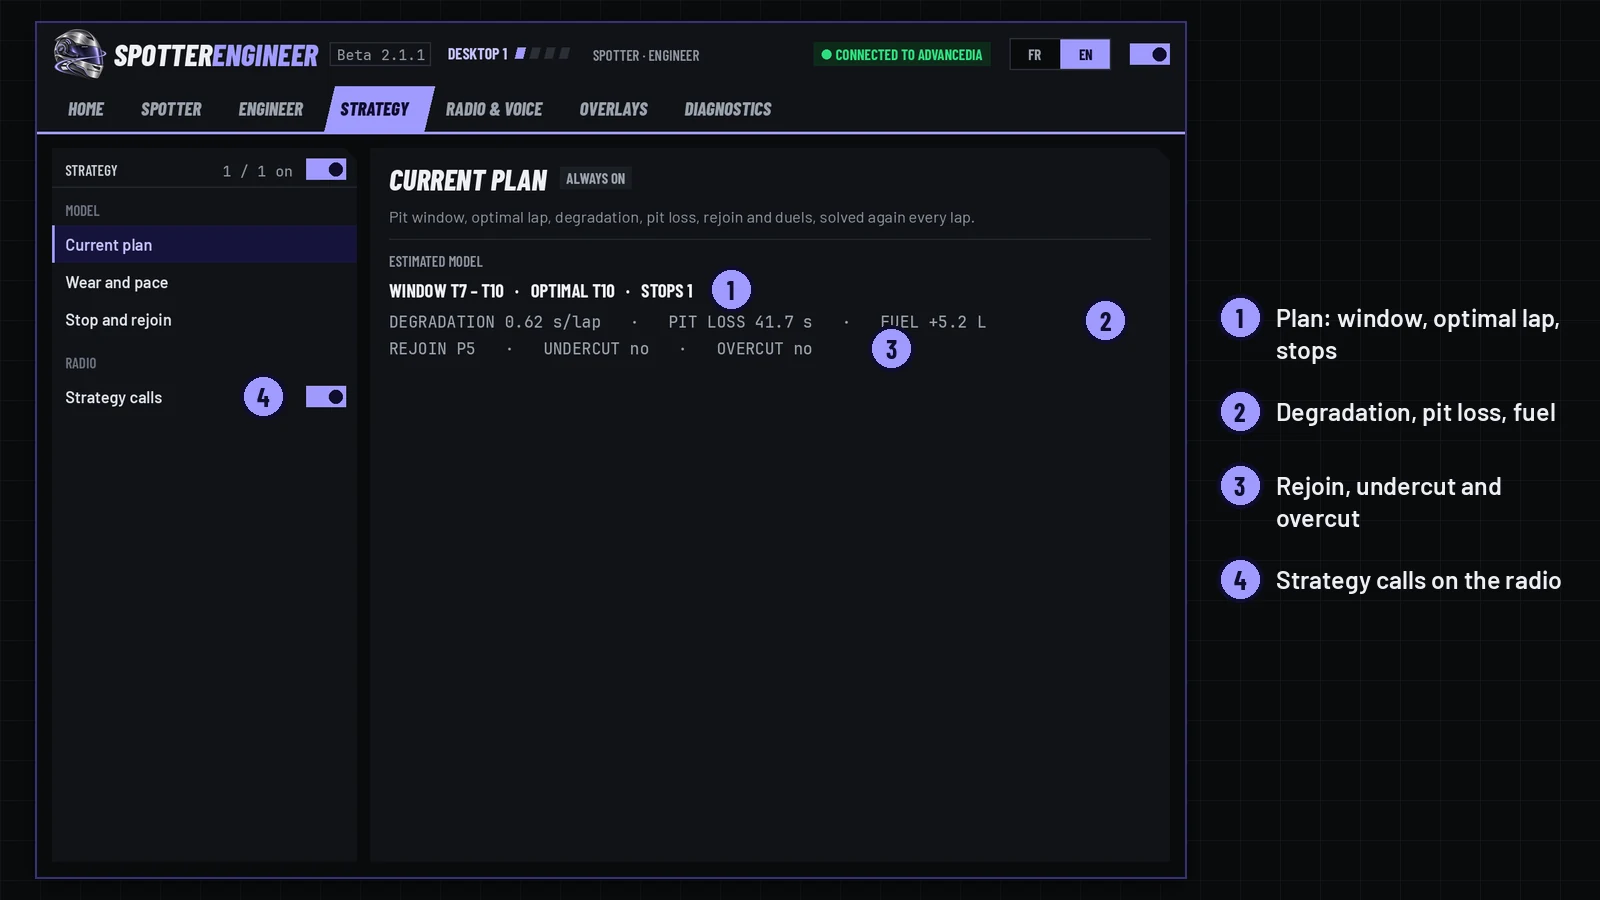 SPOTTERENGINEER Beta 2.1.1 DESKTOP 1 SPOTTER · ENGINEER CONNECTED TO ADVANCEDIA FR EN
HOME SPOTTER ENGINEER STRATEGY RADIO & VOICE OVERLAYS DIAGNOSTICS
STRATEGY 1 / 1 on
MODEL
Current plan
Wear and pace
Stop and rejoin
RADIO
Strategy calls 4
CURRENT PLAN ALWAYS ON
Pit window, optimal lap, degradation, pit loss, rejoin and duels, solved again every lap.
ESTIMATED MODEL
WINDOW T7 – T10 · OPTIMAL T10 · STOPS 1 1
DEGRADATION 0.62 s/lap · PIT LOSS 41.7 s · FUEL +5.2 L 2
REJOIN P5 · UNDERCUT no · OVERCUT no 3
1 Plan: window, optimal lap,
stops
2 Degradation, pit loss, fuel
3 Rejoin, undercut and
overcut
4 Strategy calls on the radio